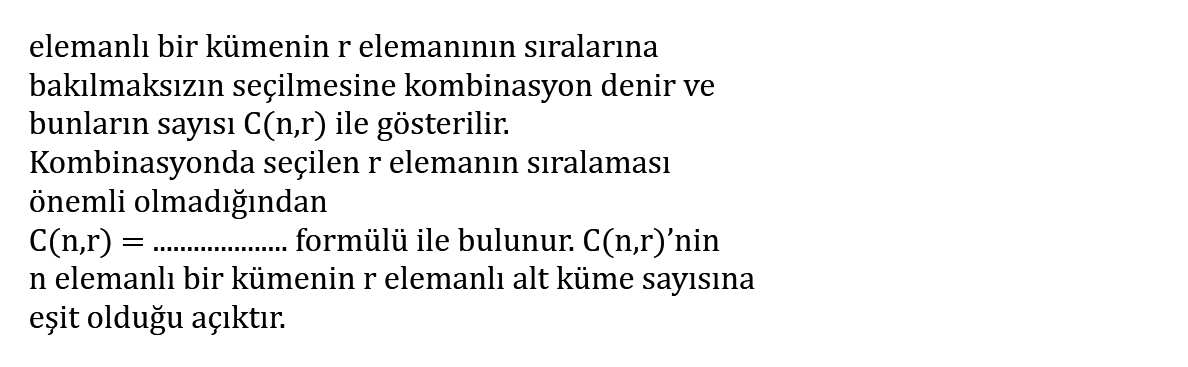 elemanlı bir kümenin r elemanının sıralarına
bakılmaksızın seçilmesine kombinasyon denir ve
bunların sayısı C(n,r) ile gösterilir.
Kombinasyonda seçilen r elemanın sıralaması
önemli olmadığından
C(n,r) = .................... formülü ile bulunur. C(n,r)’nin
n elemanlı bir kümenin r elemanlı alt küme sayısına
eşit olduğu açıktır.